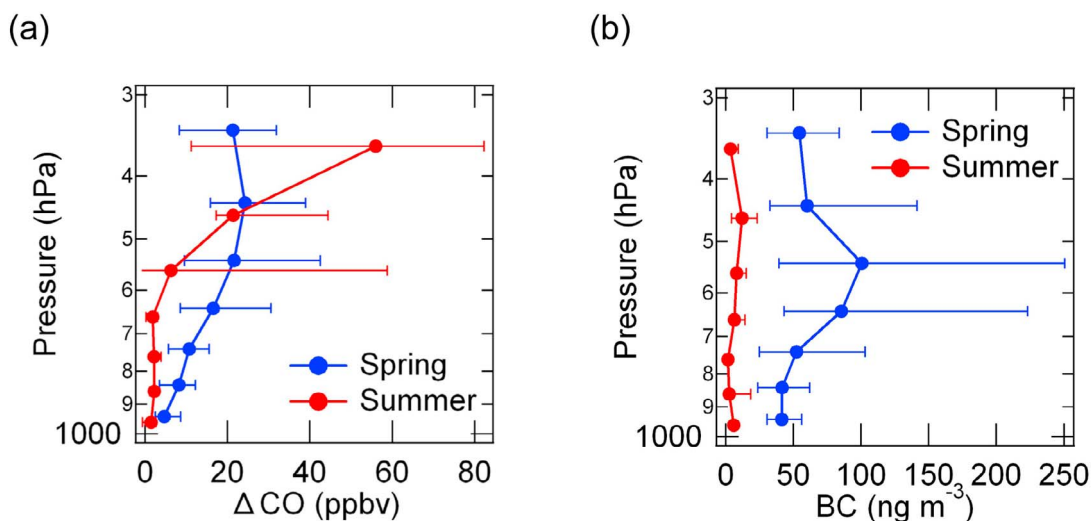 (a)
(b)
3
4
5
6
7
8
9
1000
Pressure (hPa)
Spring
Summer
0 20 40 60 80
Δ CO (ppbv)
3
4
5
6
7
8
9
1000
Pressure (hPa)
Spring
Summer
0 50 100 150 200 250
BC (ng m⁻³)